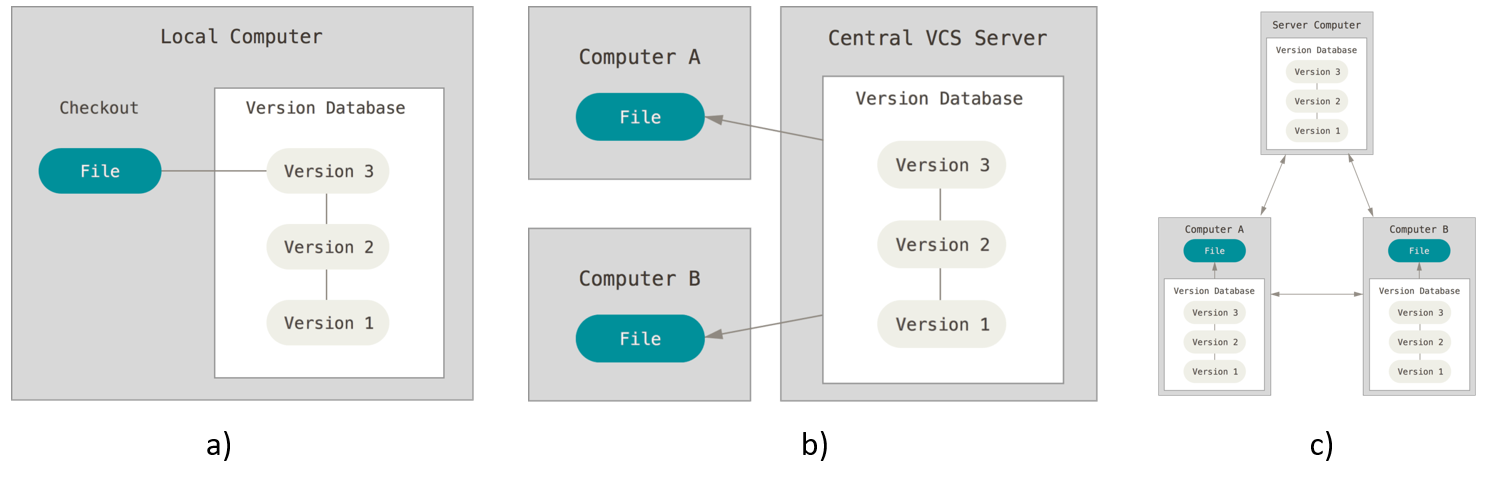 Local Computer
Checkout
File
Version Database
Version 3
Version 2
Version 1
a)
Computer A
File
Computer B
File
Central VCS Server
Version Database
Version 3
Version 2
Version 1
b)
Server Computer
Version Database
Version 3
Version 2
Version 1
Computer A
File
Version Database
Version 3
Version 2
Version 1
Computer B
File
Version Database
Version 3
Version 2
Version 1
c)